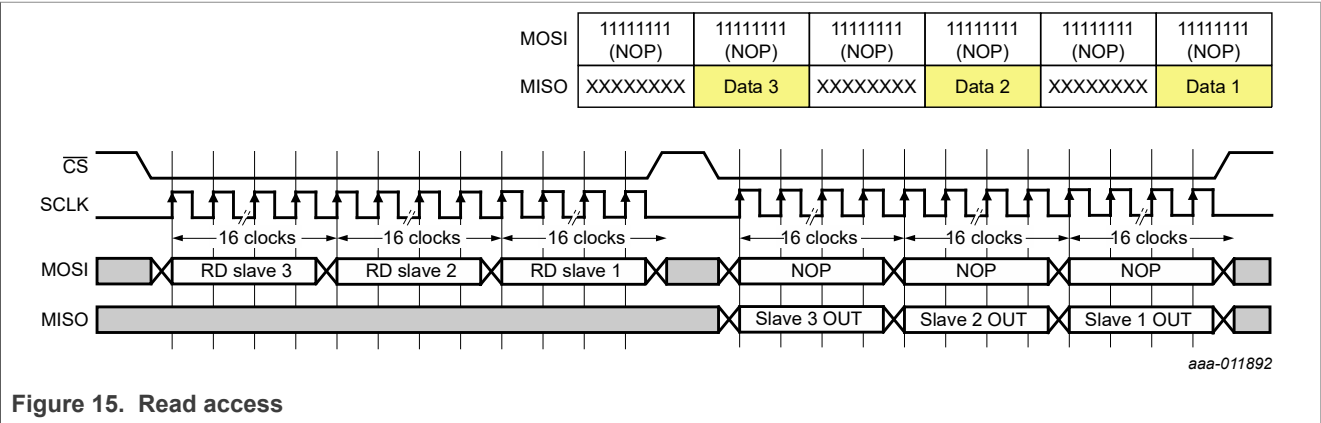 MOSI 11111111 (NOP) 11111111 (NOP) 11111111 (NOP) 11111111 (NOP) 11111111 (NOP) 11111111 (NOP)
MISO XXXXXXXX Data 3 XXXXXXXX Data 2 XXXXXXXX Data 1
CS
SCLK
16 clocks 16 clocks 16 clocks 16 clocks 16 clocks 16 clocks
MOSI RD slave 3 RD slave 2 RD slave 1 NOP NOP NOP
MISO Slave 3 OUT Slave 2 OUT Slave 1 OUT
aaa-011892
Figure 15. Read access